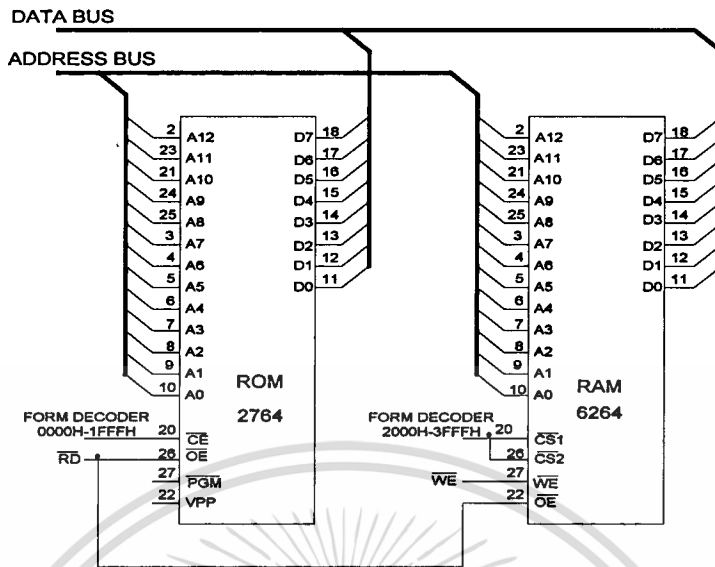 DATA BUS
ADDRESS BUS
2 A12 D7 18
23 A11 D6 17
21 A10 D5 16
24 A9 D4 15
25 A8 D3 14
3 A7 D2 13
4 A6 D1 12
5 A5 D0 11
6 A4
7 A3
8 A2
9 A1
10 A0
ROM
2764
FORM DECODER
0000H-1FFFH
20 CE
RD 26 OE
27 PGM
22 VPP
2 A12 D7 18
23 A11 D6 17
21 A10 D5 16
24 A9 D4 15
25 A8 D3 14
3 A7 D2 13
4 A6 D1 12
5 A5 D0 11
6 A4
7 A3
8 A2
9 A1
10 A0
RAM
6264
FORM DECODER
2000H-3FFFH
20 CS1
26 CS2
WE 27 WE
22 OE